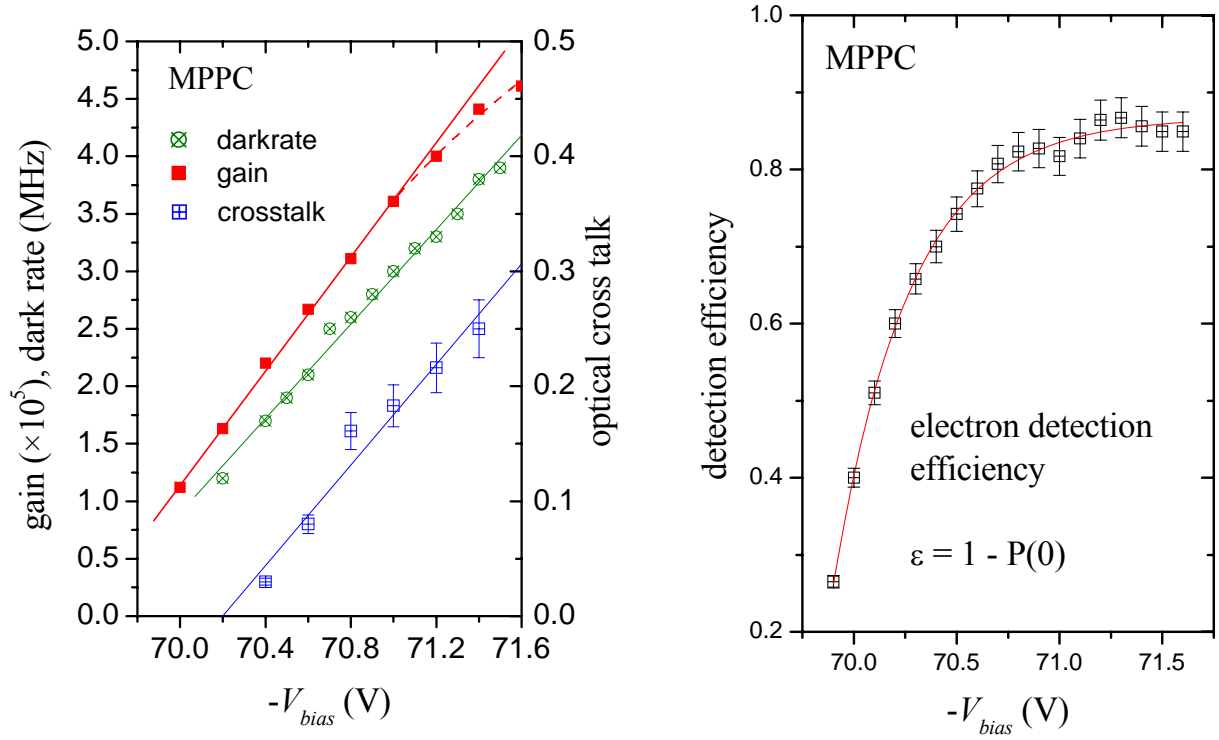 MPPC
darkrate
gain
crosstalk
gain (×10⁵), dark rate (MHz)
5.0
4.5
4.0
3.5
3.0
2.5
2.0
1.5
1.0
0.5
0.0
70.0 70.4 70.8 71.2 71.6
-V_bias (V)
0.5
0.4
0.3
0.2
0.1
0.0
optical cross talk
MPPC
detection efficiency
1.0
0.8
0.6
0.4
0.2
electron detection
efficiency
ε = 1 - P(0)
70.0 70.5 71.0 71.5
-V_bias (V)